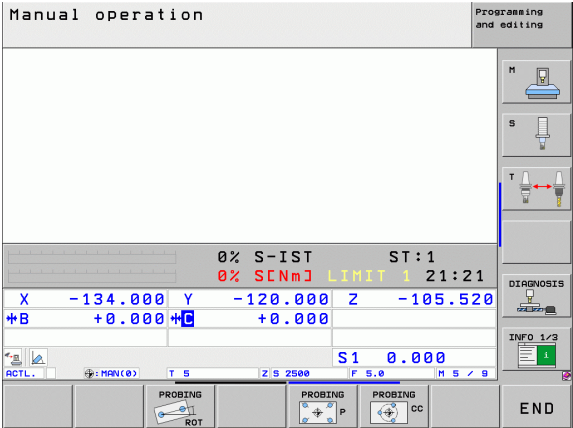 Manual operation
Programming
and editing
M
S
T
0% S-IST ST:1
0% S[Nm] LIMIT 1 21:21
X -134.000 Y -120.000 Z -105.520
B +0.000 C +0.000
S1 0.000
ACTL. :MAN(0) T 5 Z S 2500 F 5.0 M 5 / 9
DIAGNOSIS
INFO 1/3
i
PROBING
ROT
PROBING
P
PROBING
CC
END